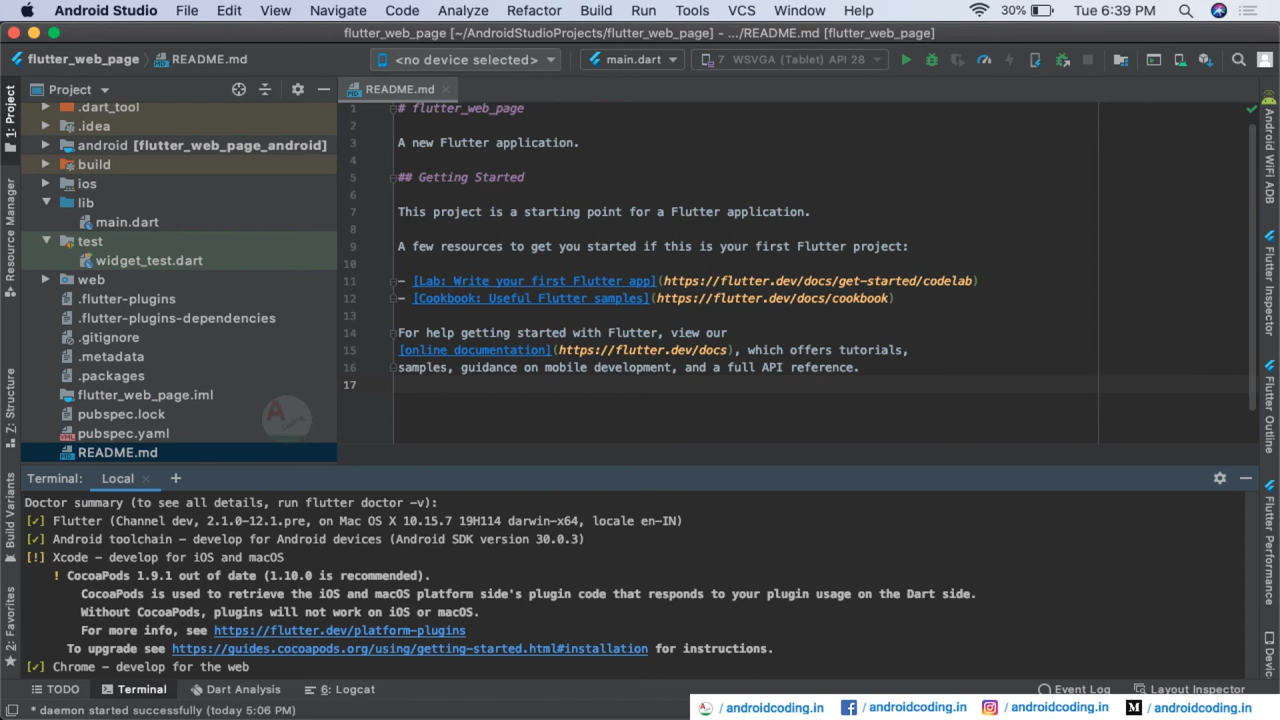 Android Studio File Edit View Navigate Code Analyze Refactor Build Run Tools VCS Window Help 30% Tue 6:39 PM
flutter_web_page [~/AndroidStudioProjects/flutter_web_page] - .../README.md [flutter_web_page]
flutter_web_page README.md <no device selected> main.dart 7 WSVGA (Tablet) API 28
1: Project
Resource Manager
Z: Structure
Build Variants
2: Favorites
Project
.dart_tool
.idea
android [flutter_web_page_android]
build
ios
lib
main.dart
test
widget_test.dart
web
.flutter-plugins
.flutter-plugins-dependencies
.gitignore
.metadata
.packages
flutter_web_page.iml
pubspec.lock
pubspec.yaml
README.md
README.md
1 # flutter_web_page
2
3 A new Flutter application.
4
5 ## Getting Started
6
7 This project is a starting point for a Flutter application.
8
9 A few resources to get you started if this is your first Flutter project:
10
11 - [Lab: Write your first Flutter app](https://flutter.dev/docs/get-started/codelab)
12 - [Cookbook: Useful Flutter samples](https://flutter.dev/docs/cookbook)
13
14 For help getting started with Flutter, view our
15 [online documentation](https://flutter.dev/docs), which offers tutorials,
16 samples, guidance on mobile development, and a full API reference.
17
Android WiFi ADB
Flutter Inspector
Flutter Outline
Flutter Performance
Devic
Terminal: Local +
Doctor summary (to see all details, run flutter doctor -v):
[✓] Flutter (Channel dev, 2.1.0-12.1.pre, on Mac OS X 10.15.7 19H114 darwin-x64, locale en-IN)
[✓] Android toolchain - develop for Android devices (Android SDK version 30.0.3)
[!] Xcode - develop for iOS and macOS
! CocoaPods 1.9.1 out of date (1.10.0 is recommended).
CocoaPods is used to retrieve the iOS and macOS platform side's plugin code that responds to your plugin usage on the Dart side.
Without CocoaPods, plugins will not work on iOS or macOS.
For more info, see https://flutter.dev/platform-plugins
To upgrade see https://guides.cocoapods.org/using/getting-started.html#installation for instructions.
[✓] Chrome - develop for the web
TODO Terminal Dart Analysis 6: Logcat Event Log Layout Inspector
* daemon started successfully (today 5:06 PM)
/ androidcoding.in / androidcoding.in / androidcoding.in / androidcoding.in